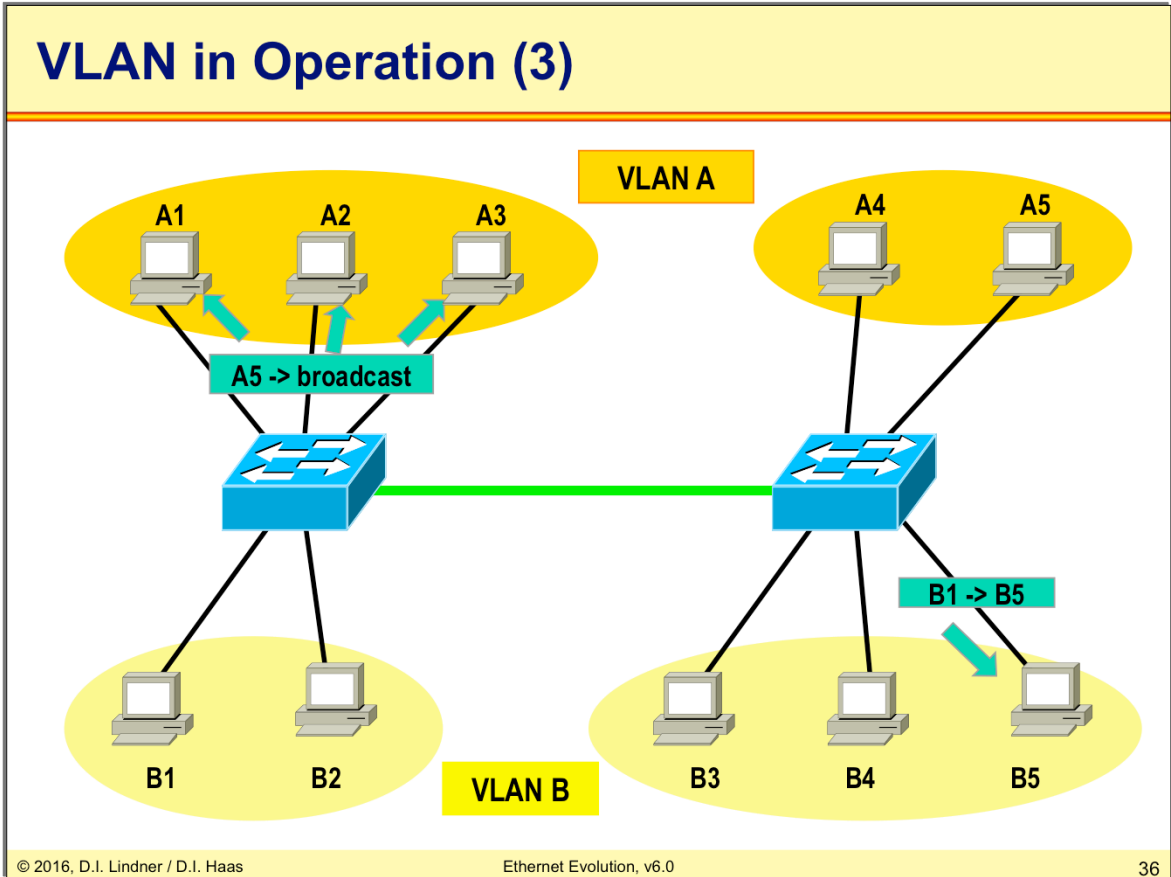 VLAN in Operation (3)
VLAN A
A1
A2
A3
A4
A5
A5 -> broadcast
B1 -> B5
B1
B2
VLAN B
B3
B4
B5
© 2016, D.I. Lindner / D.I. Haas
Ethernet Evolution, v6.0
36